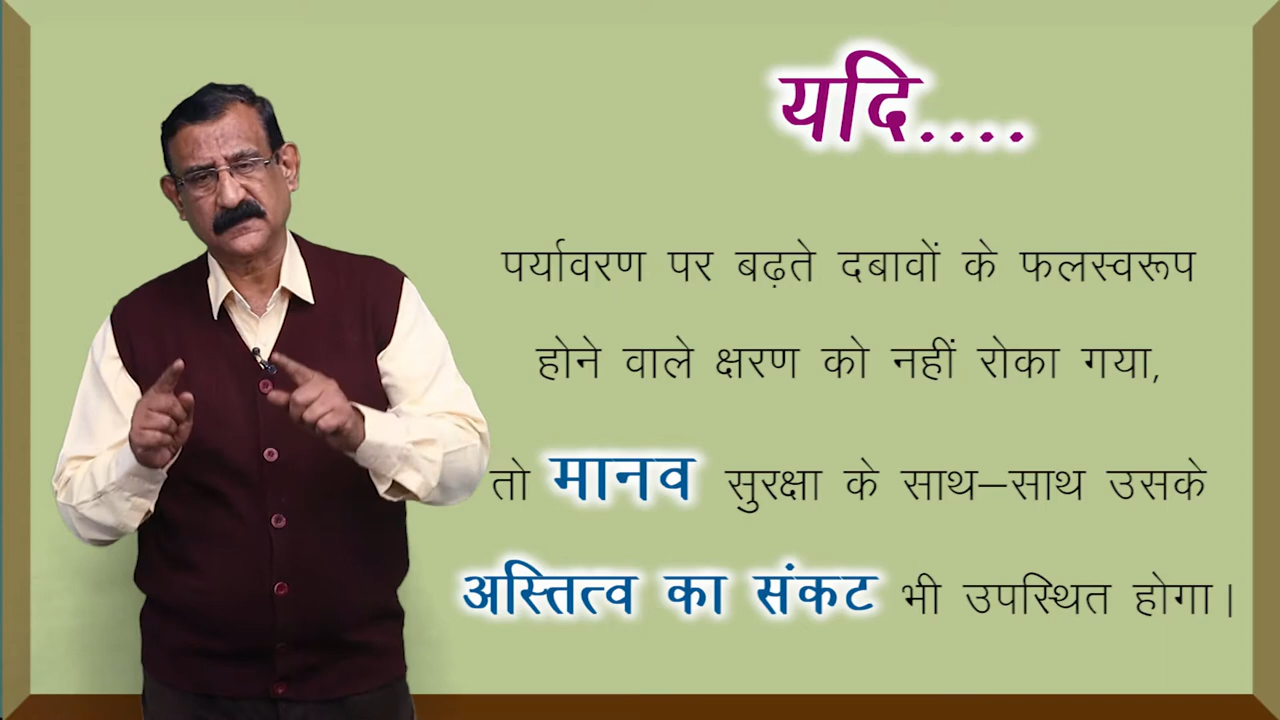 यदि....
पर्यावरण पर बढ़ते दबावों के फलस्वरूप
होने वाले क्षरण को नहीं रोका गया,
तो मानव सुरक्षा के साथ–साथ उसके
अस्तित्व का संकट भी उपस्थित होगा।